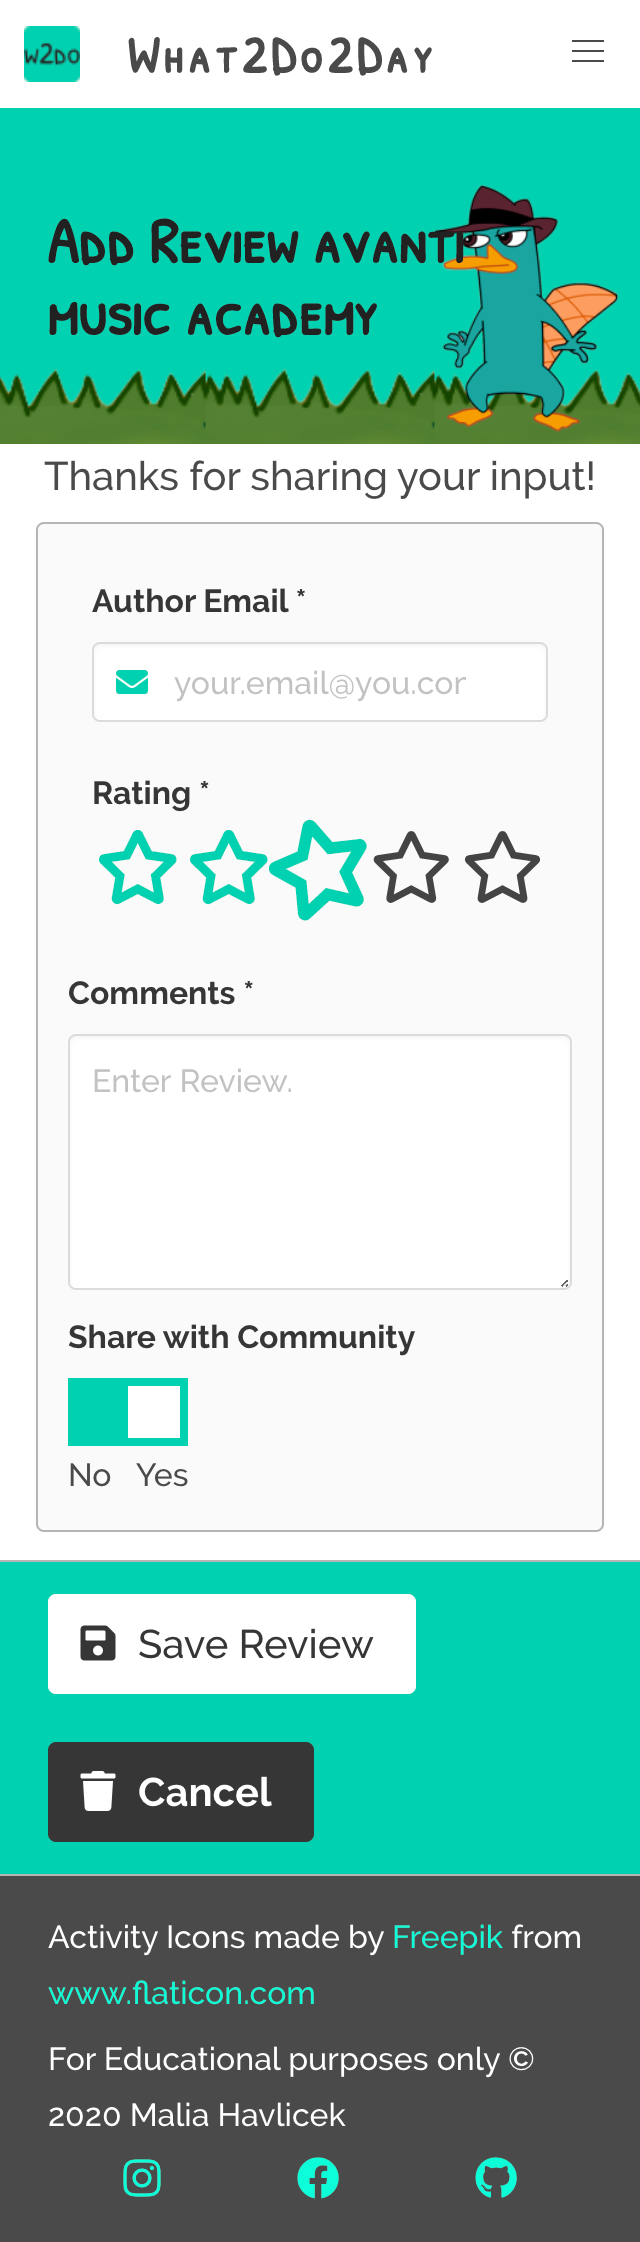 W2DO
What2Do2Day
Add Review avanti
music academy
Thanks for sharing your input!
Author Email *
your.email@you.cor
Rating *
Comments *
Enter Review.
Share with Community
No Yes
Save Review
Cancel
Activity Icons made by Freepik from
www.flaticon.com
For Educational purposes only ©
2020 Malia Havlicek